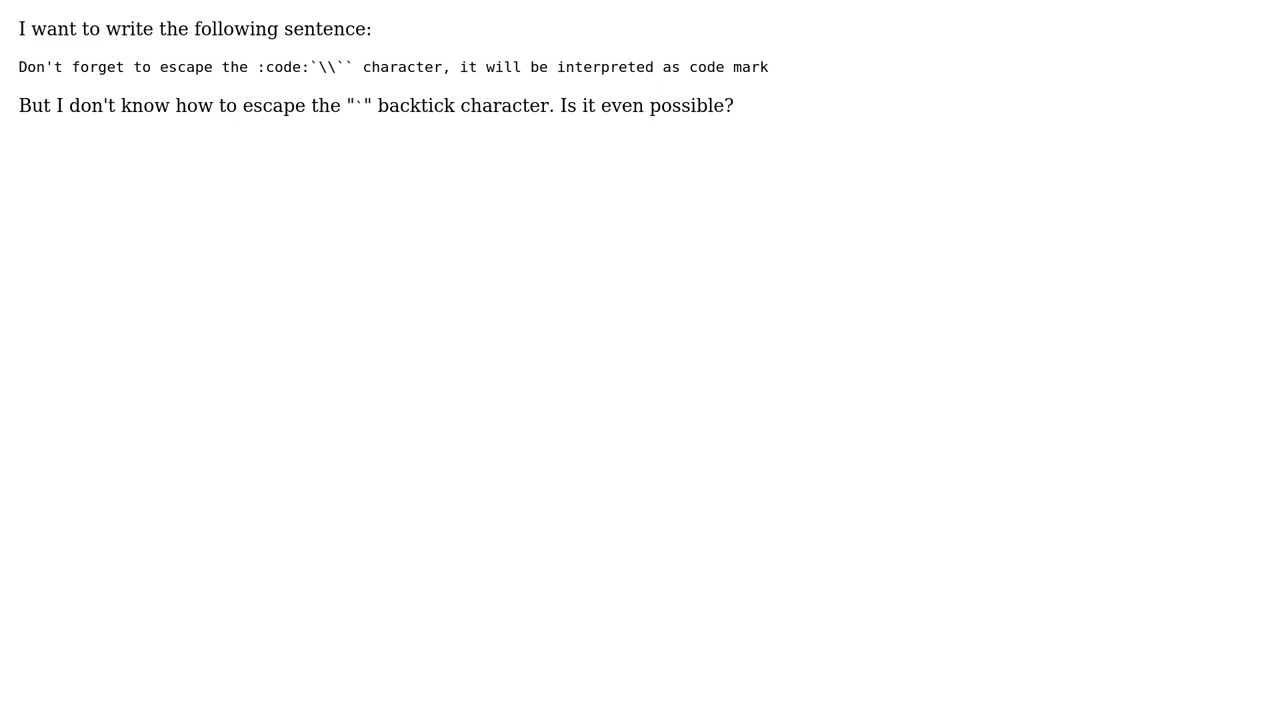 I want to write the following sentence:
Don't forget to escape the :code:`\\`` character, it will be interpreted as code mark
But I don't know how to escape the "`" backtick character. Is it even possible?